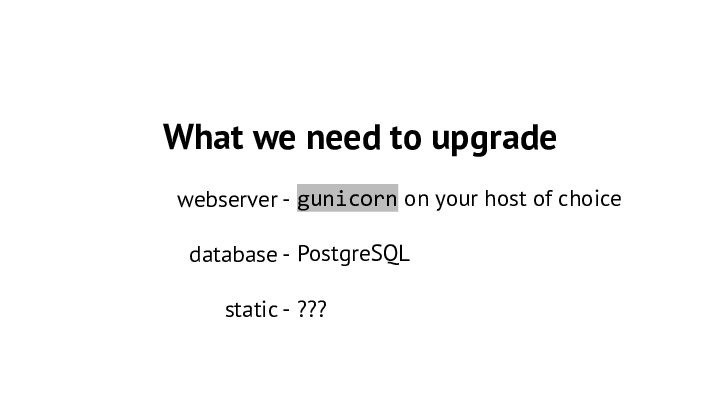 What we need to upgrade
webserver - gunicorn on your host of choice
database - PostgreSQL
static - ???